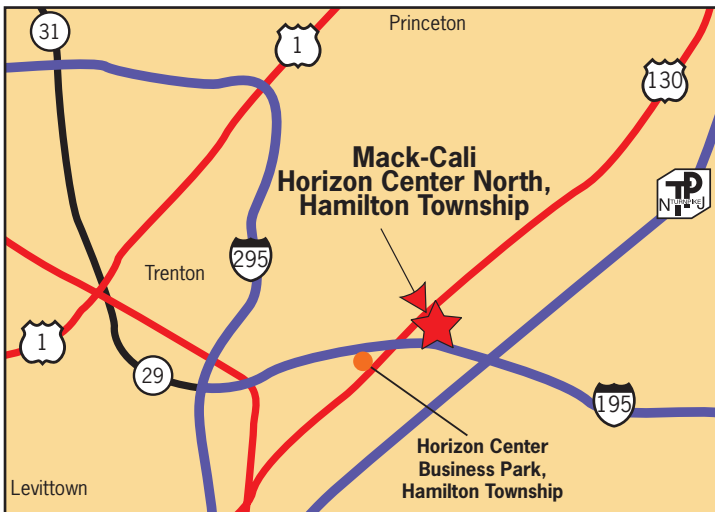 31
Princeton
1
130
Mack-Cali
Horizon Center North,
Hamilton Township
TP
N TURNPIKE J
295
Trenton
1
29
195
Horizon Center
Business Park,
Hamilton Township
Levittown